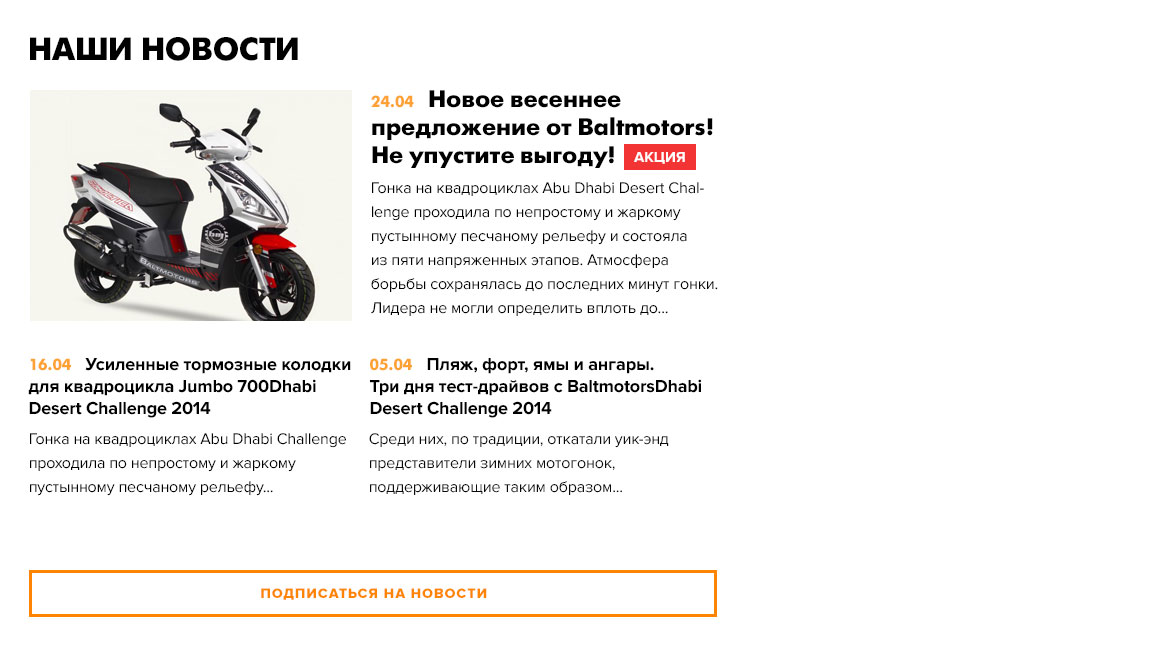 НАШИ НОВОСТИ
24.04 Новое весеннее
предложение от Baltmotors!
Не упустите выгоду! АКЦИЯ
Гонка на квадроциклах Abu Dhabi Desert Chal-
lenge проходила по непростому и жаркому
пустынному песчаному рельефу и состояла
из пяти напряженных этапов. Атмосфера
борьбы сохранялась до последних минут гонки.
Лидера не могли определить вплоть до...
BALTMOTORS
16.04 Усиленные тормозные колодки
для квадроцикла Jumbo 700Dhabi
Desert Challenge 2014
Гонка на квадроциклах Abu Dhabi Challenge
проходила по непростому и жаркому
пустынному песчаному рельефу...
05.04 Пляж, форт, ямы и ангары.
Три дня тест-драйвов с BaltmotorsDhabi
Desert Challenge 2014
Среди них, по традиции, откатали уик-энд
представители зимних мотогонок,
поддерживающие таким образом...
ПОДПИСАТЬСЯ НА НОВОСТИ